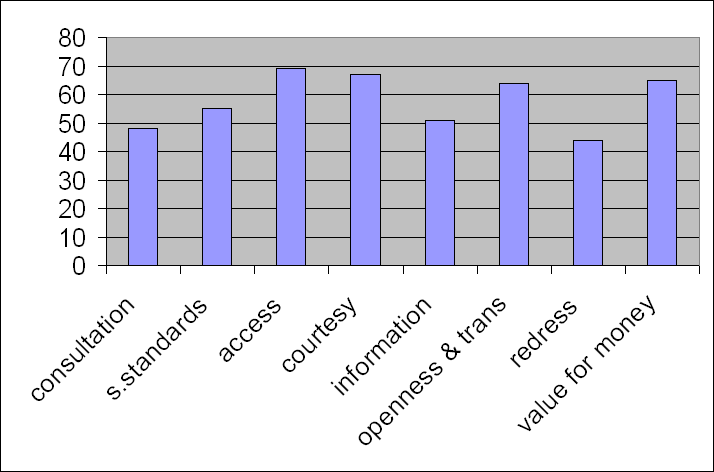 80
70
60
50
40
30
20
10
0
consultation
s.standards
access
courtesy
information
openness & trans
redress
value for money